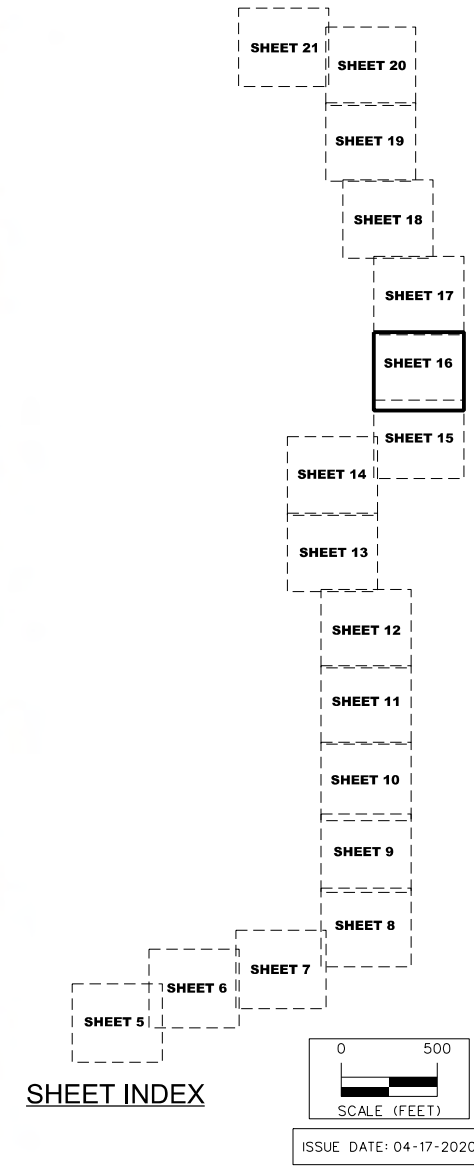 SHEET 21
SHEET 20
SHEET 19
SHEET 18
SHEET 17
SHEET 16
SHEET 15
SHEET 14
SHEET 13
SHEET 12
SHEET 11
SHEET 10
SHEET 9
SHEET 8
SHEET 7
SHEET 6
SHEET 5
SHEET INDEX
0 500
SCALE (FEET)
ISSUE DATE: 04-17-2020